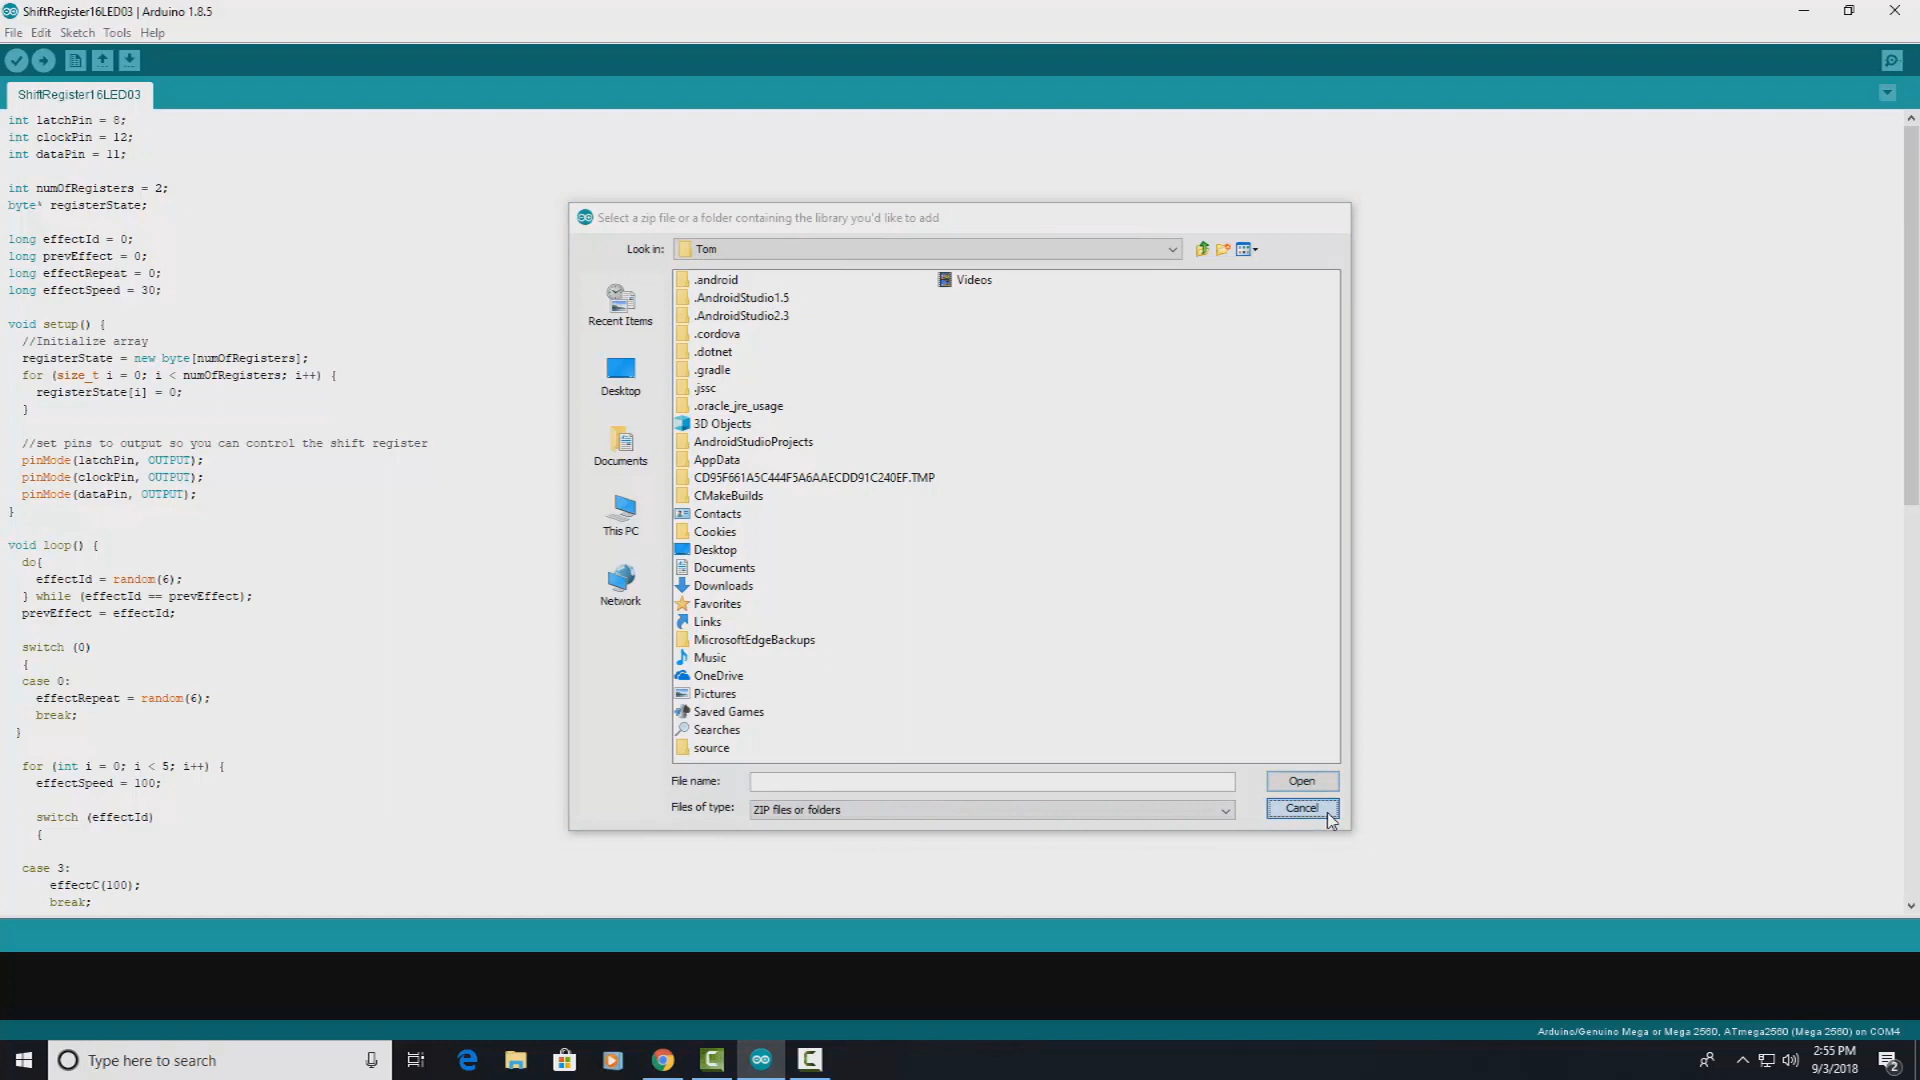 ShiftRegister16LED03 | Arduino 1.8.5
File Edit Sketch Tools Help
ShiftRegister16LED03
int latchPin = 8;
int clockPin = 12;
int dataPin = 11;
int numOfRegisters = 2;
byte* registerState;
long effectId = 0;
long prevEffect = 0;
long effectRepeat = 0;
long effectSpeed = 30;
void setup() {
//Initialize array
registerState = new byte[numOfRegisters];
for (size_t i = 0; i < numOfRegisters; i++) {
registerState[i] = 0;
}
//set pins to output so you can control the shift register
pinMode(latchPin, OUTPUT);
pinMode(clockPin, OUTPUT);
pinMode(dataPin, OUTPUT);
}
void loop() {
do{
effectId = random(6);
} while (effectId == prevEffect);
prevEffect = effectId;
switch (0)
{
case 0:
effectRepeat = random(6);
break;
}
for (int i = 0; i < 5; i++) {
effectSpeed = 100;
switch (effectId)
{
case 3:
effectC(100);
break;
Select a zip file or a folder containing the library you'd like to add
Look in: Tom
Recent Items
Desktop
Documents
This PC
Network
.android
.AndroidStudio1.5
.AndroidStudio2.3
.cordova
.dotnet
.gradle
.jssc
.oracle_jre_usage
3D Objects
AndroidStudioProjects
AppData
CD95F661A5C444F5A6AAECDD91C240EF.TMP
CMakeBuilds
Contacts
Cookies
Desktop
Documents
Downloads
Favorites
Links
MicrosoftEdgeBackups
Music
OneDrive
Pictures
Saved Games
Searches
source
Videos
File name:
Open
Files of type: ZIP files or folders
Cancel
Arduino/Genuino Mega or Mega 2560, ATmega2560 (Mega 2560) on COM4
Type here to search
2:55 PM
9/3/2018
2